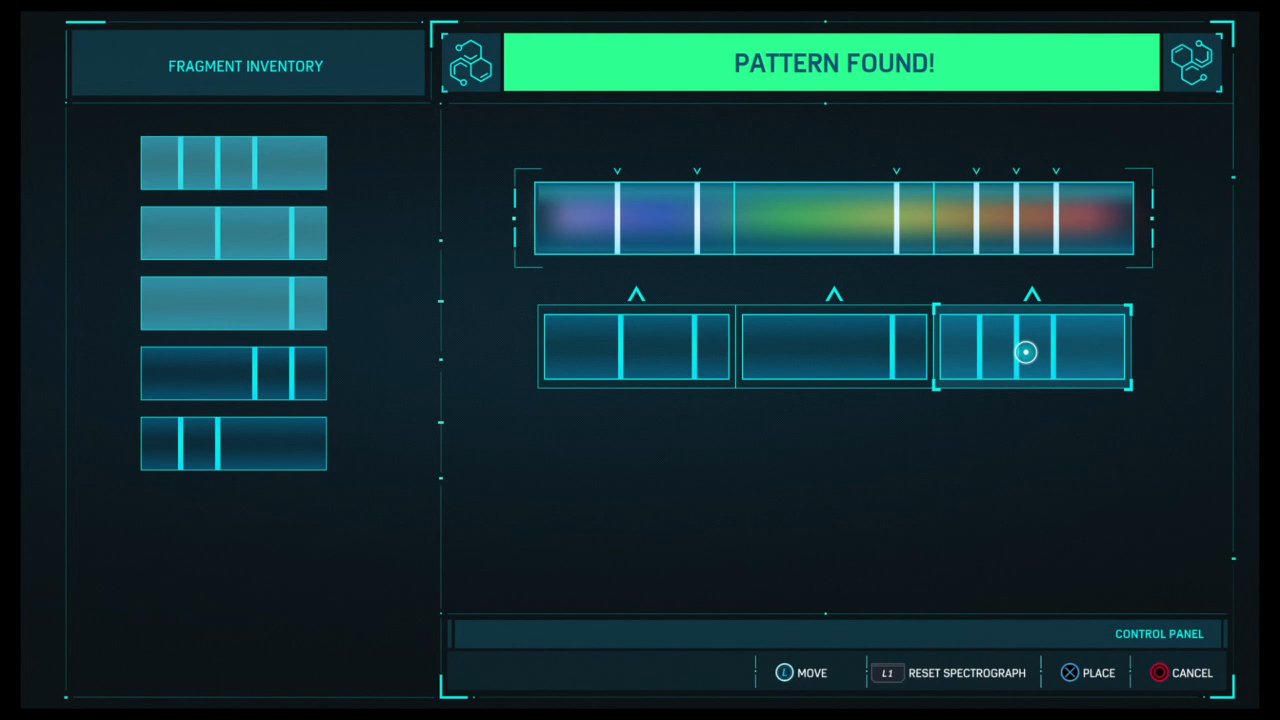 FRAGMENT INVENTORY
PATTERN FOUND!
CONTROL PANEL
L MOVE
L1 RESET SPECTROGRAPH
PLACE
CANCEL